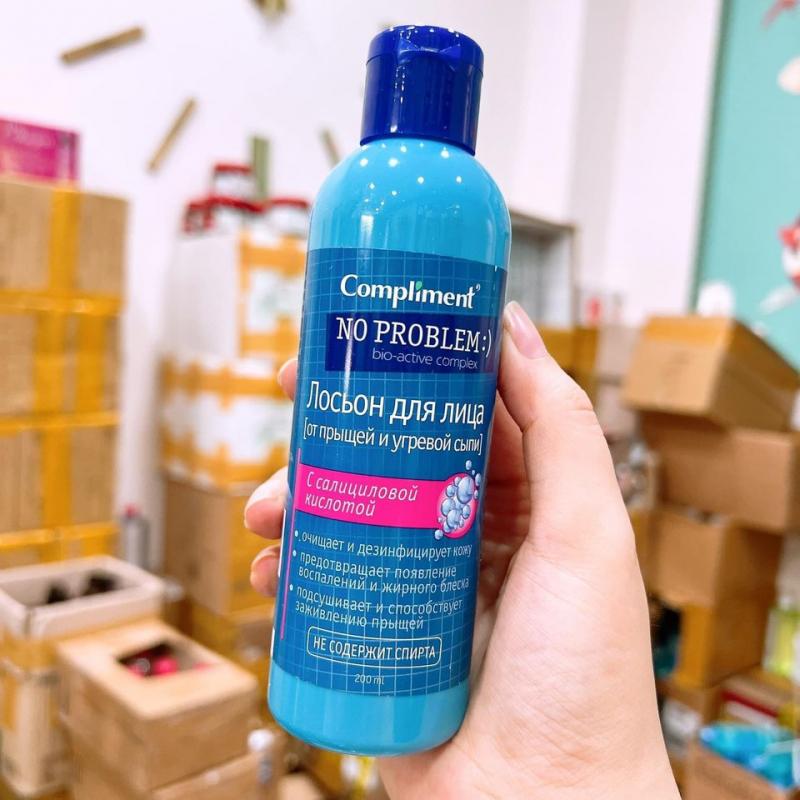 Compliment
NO PROBLEM:)
bio-active complex
Лосьон для лица
[от прыщей и угревой сыпи]
С салициловой
кислотой
• очищает и дезинфицирует кожу
• предотвращает появление
воспалений и жирного блеска
• подсушивает и способствует
заживлению прыщей
НЕ СОДЕРЖИТ СПИРТА
200 ml